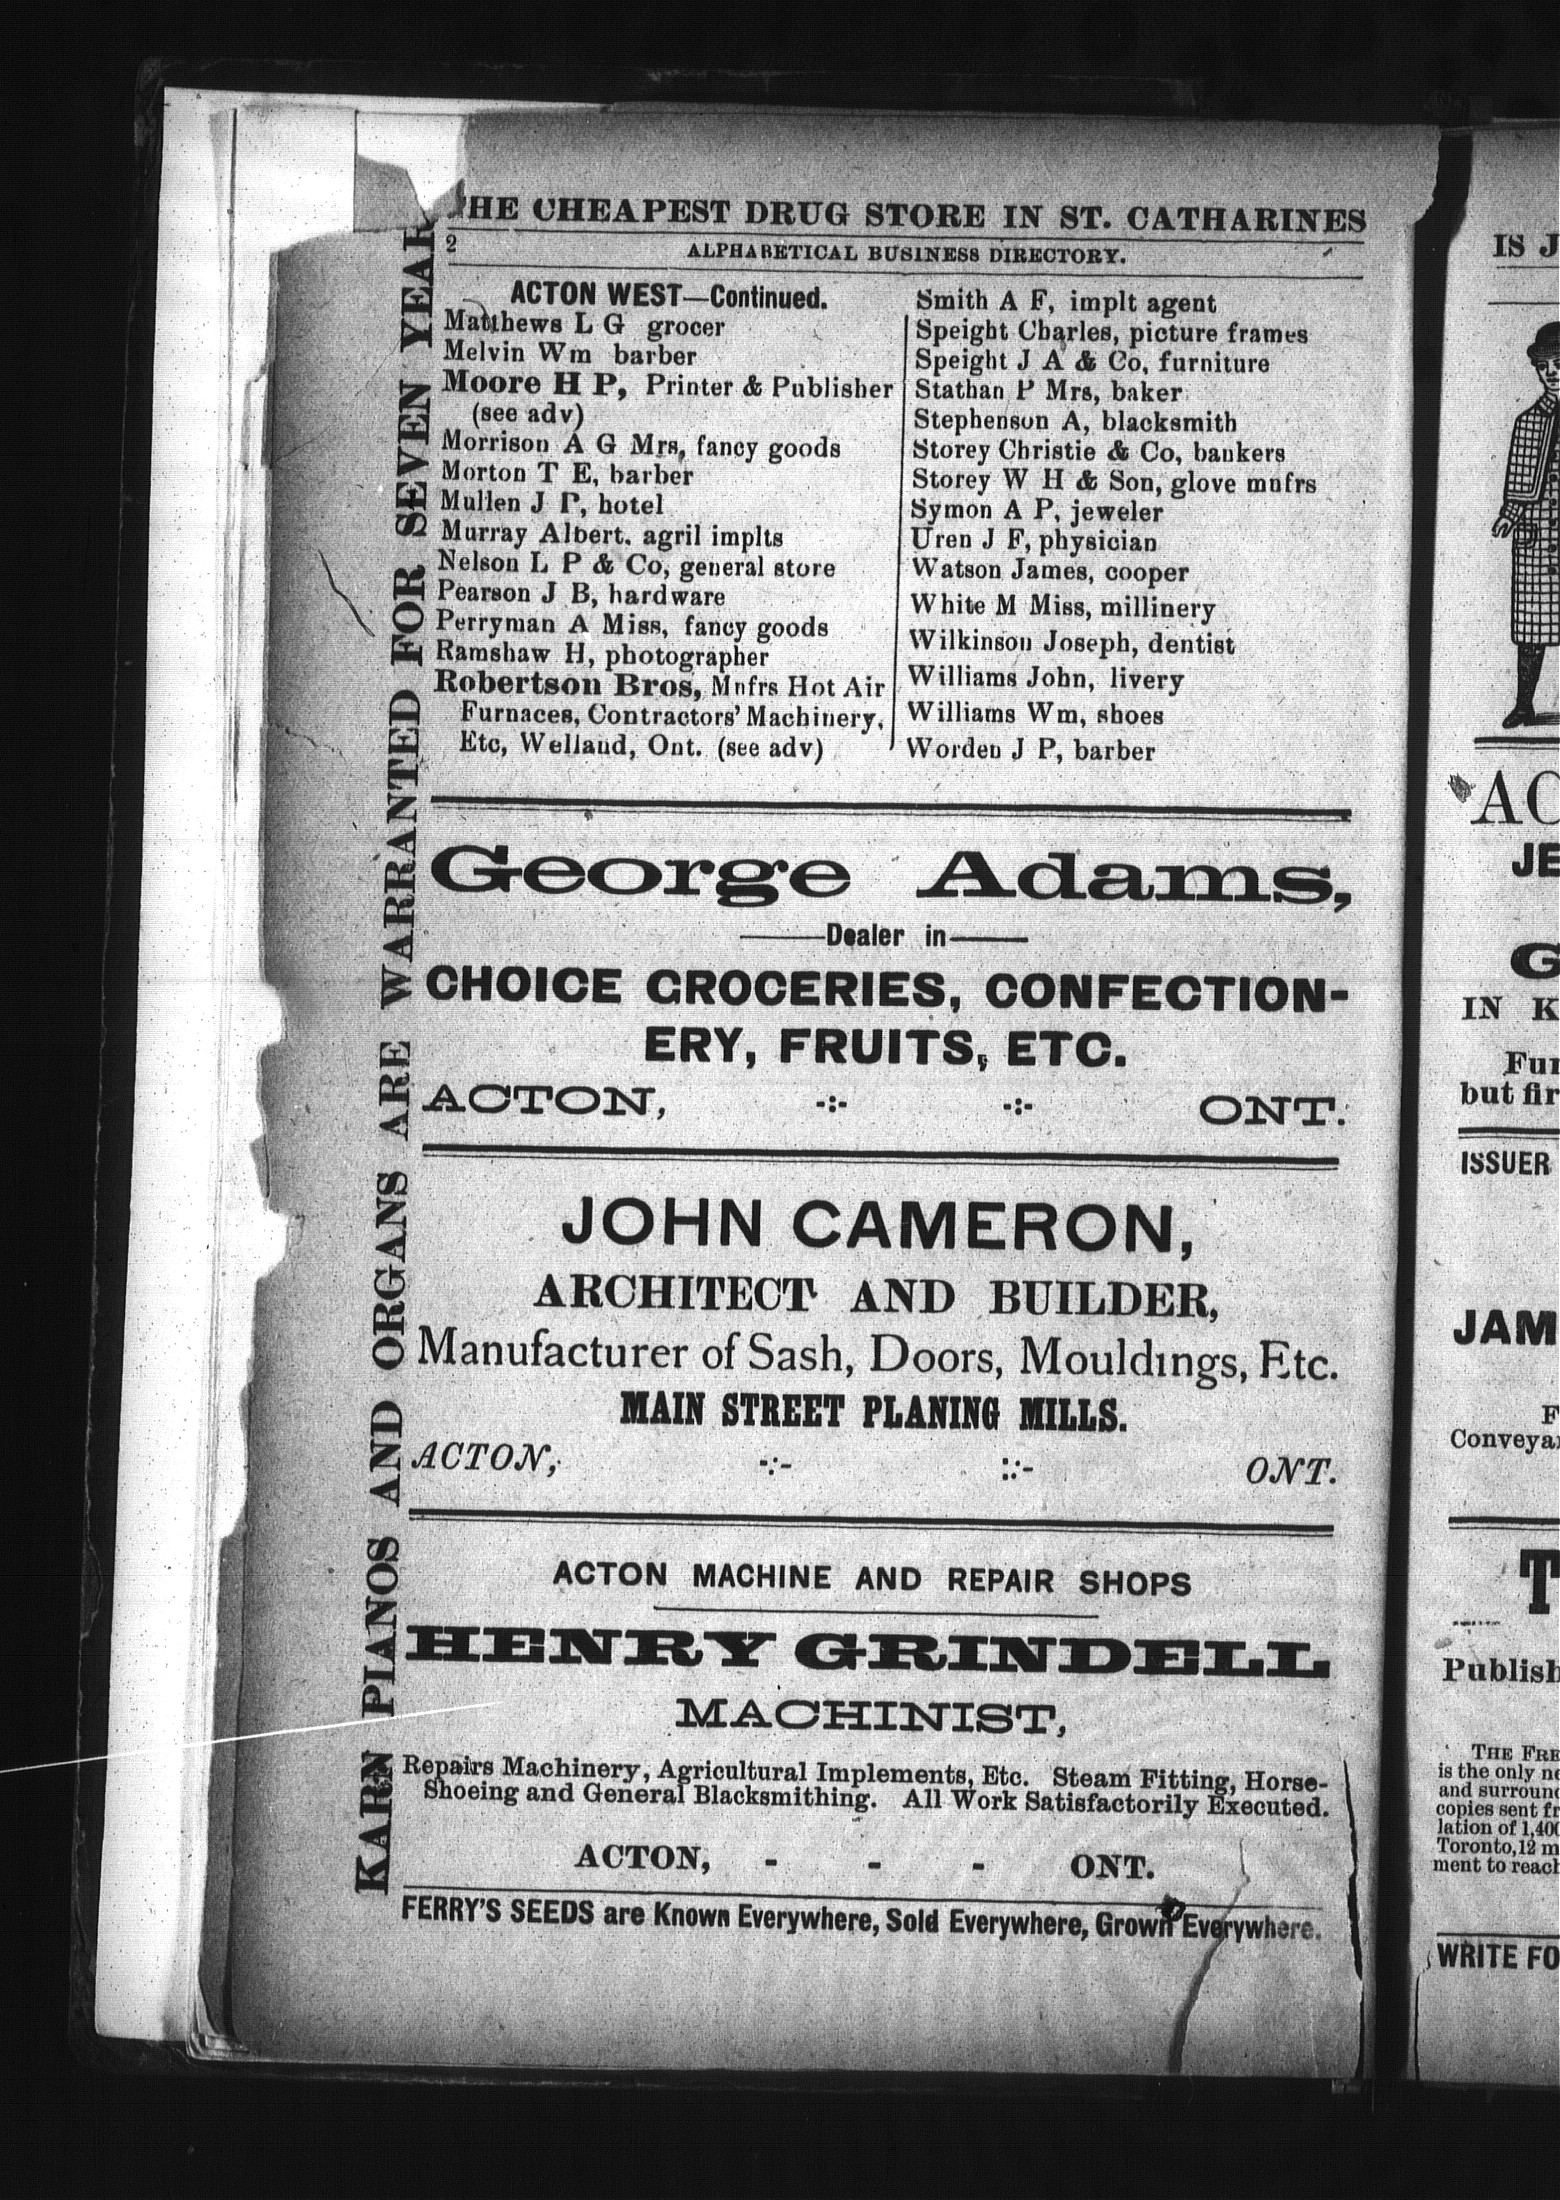 THE CHEAPEST DRUG STORE IN ST. CATHARINES
2
ALPHABETICAL BUSINESS DIRECTORY.
ACTON WEST—Continued.
Matthews L G grocer
Melvin Wm barber
Moore H P, Printer & Publisher
(see adv)
Morrison A G Mrs, fancy goods
Morton T E, barber
Mullen J P, hotel
Murray Albert. agril implts
Nelson L P & Co, general store
Pearson J B, hardware
Perryman A Miss, fancy goods
Ramshaw H, photographer
Robertson Bros, Mnfrs Hot Air
Furnaces, Contractors' Machinery,
Etc, Welland, Ont. (see adv)
Smith A F, implt agent
Speight Charles, picture frames
Speight J A & Co, furniture
Stathan P Mrs, baker
Stephenson A, blacksmith
Storey Christie & Co, bankers
Storey W H & Son, glove mnfrs
Symon A P, jeweler
Uren J F, physician
Watson James, cooper
White M Miss, millinery
Wilkinson Joseph, dentist
Williams John, livery
Williams Wm, shoes
Worden J P, barber
George Adams,
—Dealer in—
CHOICE GROCERIES, CONFECTION-
ERY, FRUITS, ETC.
ACTON, -:- -:- ONT.
JOHN CAMERON,
ARCHITECT AND BUILDER,
Manufacturer of Sash, Doors, Mouldings, Etc.
MAIN STREET PLANING MILLS.
ACTON, -:- -:- ONT.
ACTON MACHINE AND REPAIR SHOPS
HENRY GRINDELL
MACHINIST,
Repairs Machinery, Agricultural Implements, Etc. Steam Fitting, Horse-
Shoeing and General Blacksmithing. All Work Satisfactorily Executed.
ACTON, - - - ONT.
FERRY'S SEEDS are Known Everywhere, Sold Everywhere, Grown Everywhere.
KARN PIANOS AND ORGANS ARE WARRANTED FOR SEVEN YEAR
IS J
AC
JE
G
IN K
Fur
but fir
ISSUER
JAM
F
Conveya
T
Publish
THE FRE
is the only ne
and surroun
copies sent fr
lation of 1,400
Toronto, 12 m
ment to reach
WRITE FO